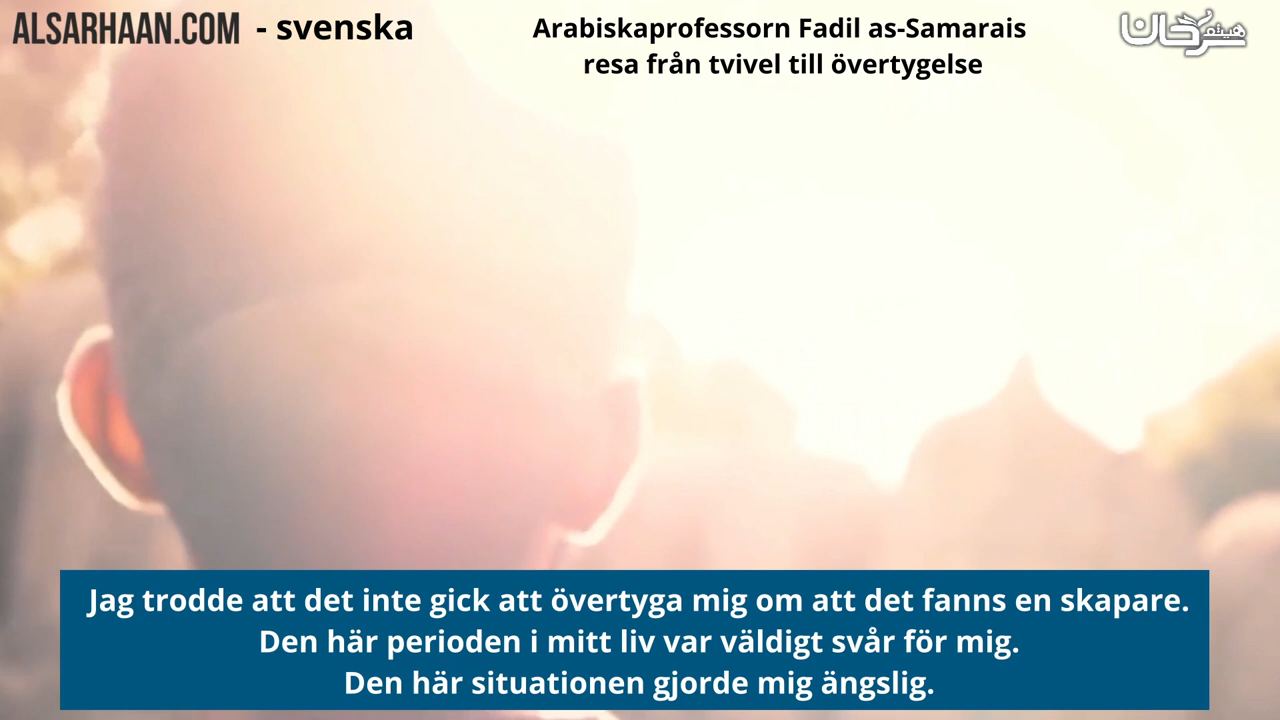 ALSARHAAN.COM - svenska
Arabiskaprofessorn Fadil as-Samarais
resa från tvivel till övertygelse
هيثم سرحان
Jag trodde att det inte gick att övertyga mig om att det fanns en skapare.
Den här perioden i mitt liv var väldigt svår för mig.
Den här situationen gjorde mig ängslig.